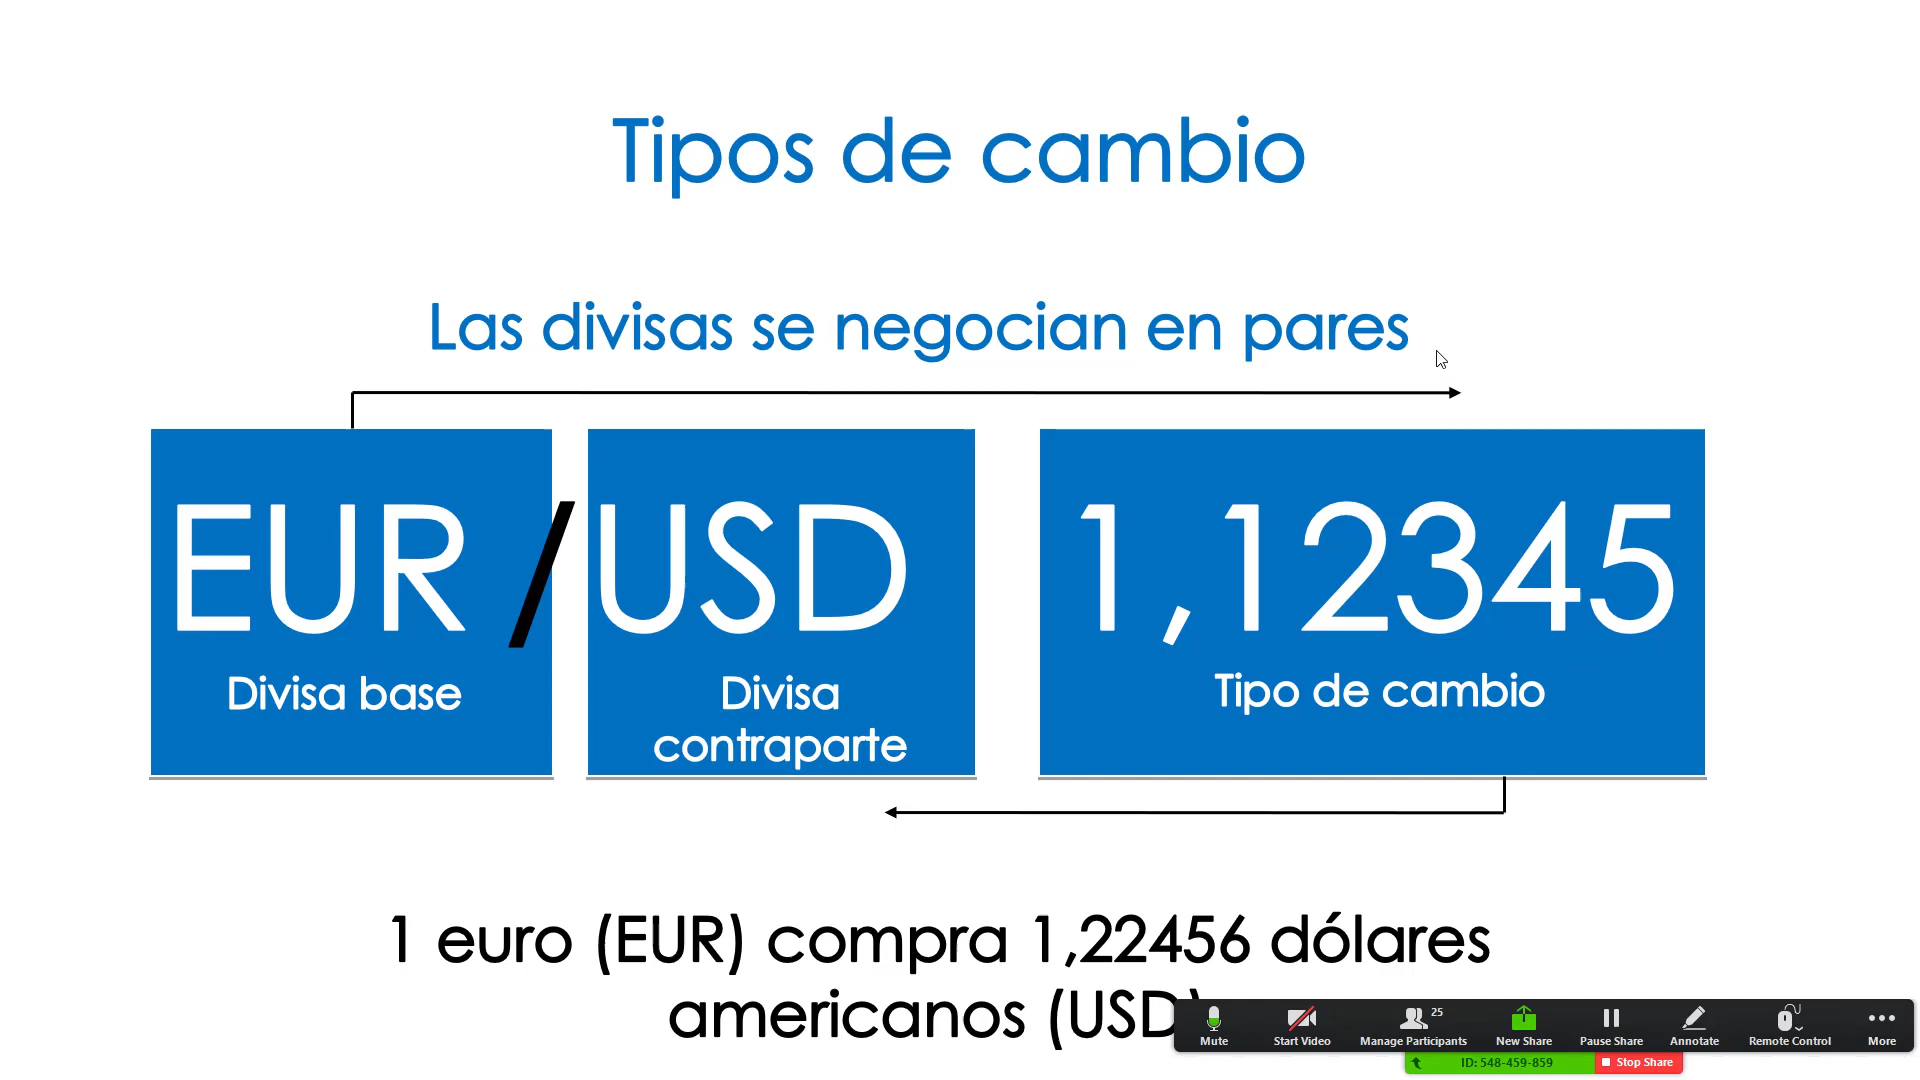 Tipos de cambio
Las divisas se negocian en pares
EUR / USD 1,12345
Divisa base
Divisa
contraparte
Tipo de cambio
1 euro (EUR) compra 1,22456 dólares
americanos (USD)
25
Mute
Start Video
Manage Participants
New Share
Pause Share
Annotate
Remote Control
More
ID: 548-459-859
Stop Share